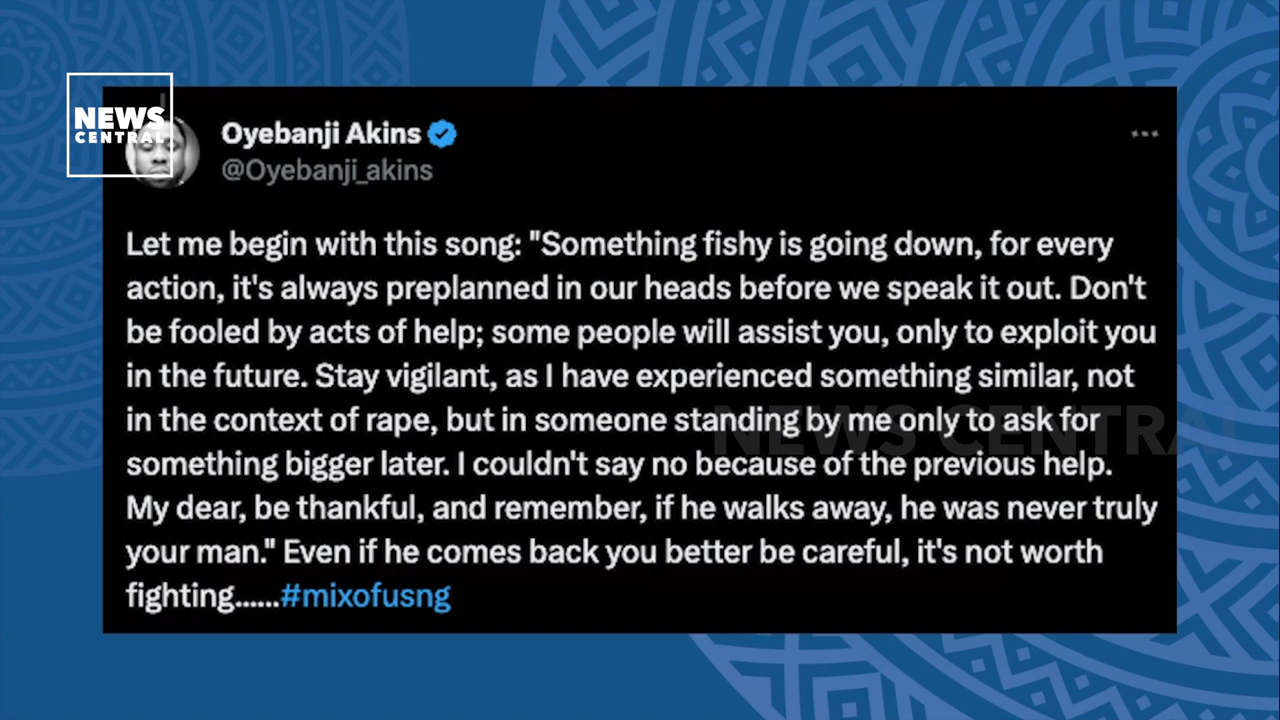 NEWS
CENTRAL
Oyebanji Akins
@Oyebanji_akins
Let me begin with this song: "Something fishy is going down, for every
action, it's always preplanned in our heads before we speak it out. Don't
be fooled by acts of help; some people will assist you, only to exploit you
in the future. Stay vigilant, as I have experienced something similar, not
in the context of rape, but in someone standing by me only to ask for
something bigger later. I couldn't say no because of the previous help.
My dear, be thankful, and remember, if he walks away, he was never truly
your man." Even if he comes back you better be careful, it's not worth
fighting......#mixofusng
NEWS CENTRAL